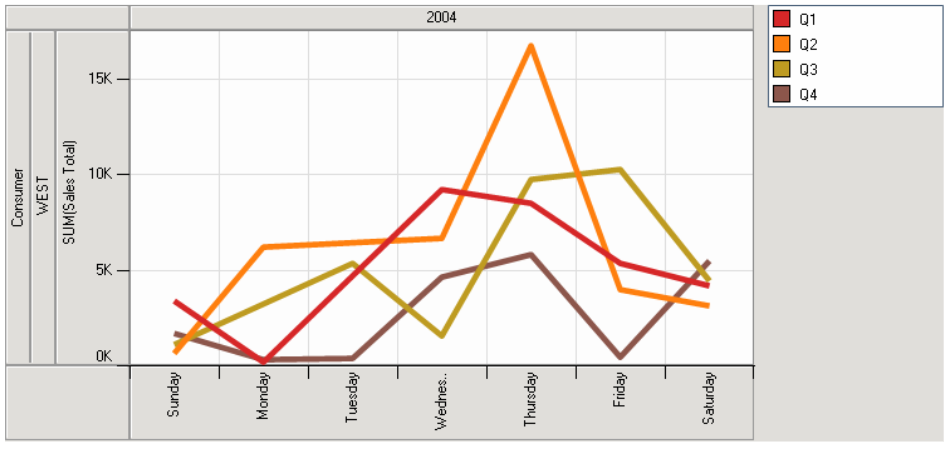 2004
Q1
Q2
Q3
Q4
Consumer
WEST
SUM(Sales Total)
15K
10K
5K
0K
Sunday
Monday
Tuesday
Wednes..
Thursday
Friday
Saturday